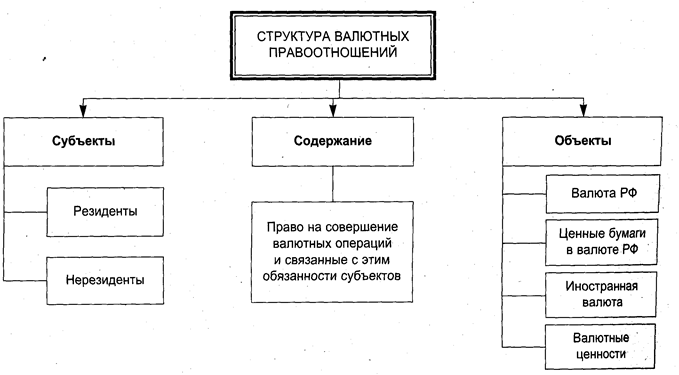 СТРУКТУРА ВАЛЮТНЫХ
ПРАВООТНОШЕНИЙ
Субъекты
Резиденты
Нерезиденты
Содержание
Право на совершение
валютных операций
и связанные с этим
обязанности субъектов
Объекты
Валюта РФ
Ценные бумаги
в валюте РФ
Иностранная
валюта
Валютные
ценности